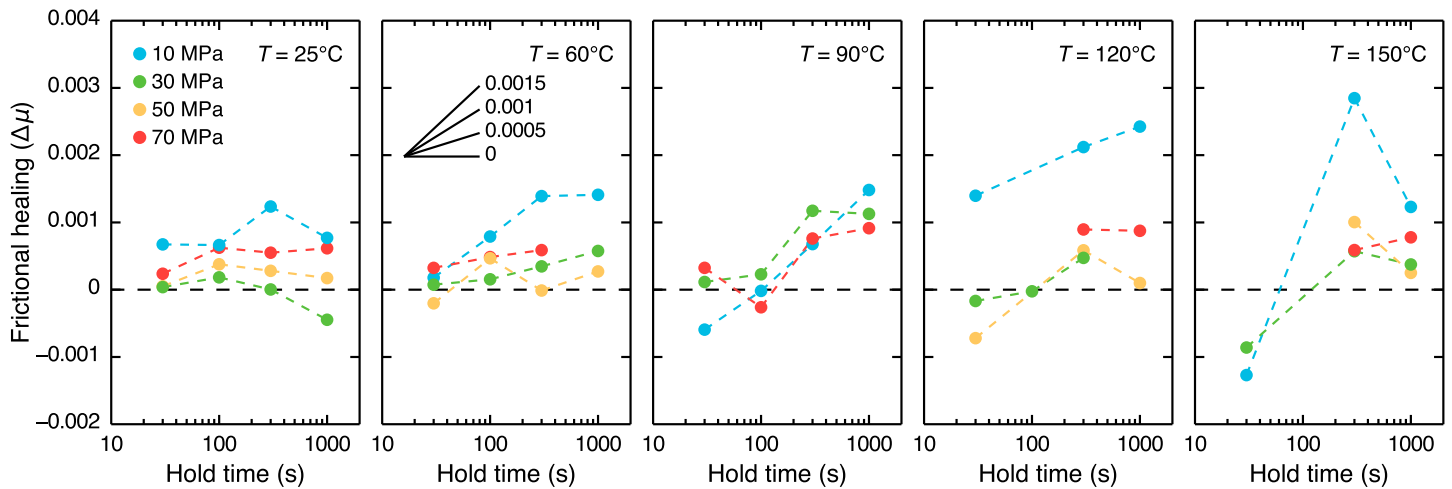 0.004
0.003
0.002
0.001
0
−0.001
−0.002
Frictional healing (Δμ)
10 MPa
30 MPa
50 MPa
70 MPa
T = 25°C
10 100 1000
Hold time (s)
T = 60°C
0.0015
0.001
0.0005
0
10 100 1000
Hold time (s)
T = 90°C
10 100 1000
Hold time (s)
T = 120°C
10 100 1000
Hold time (s)
T = 150°C
10 100 1000
Hold time (s)